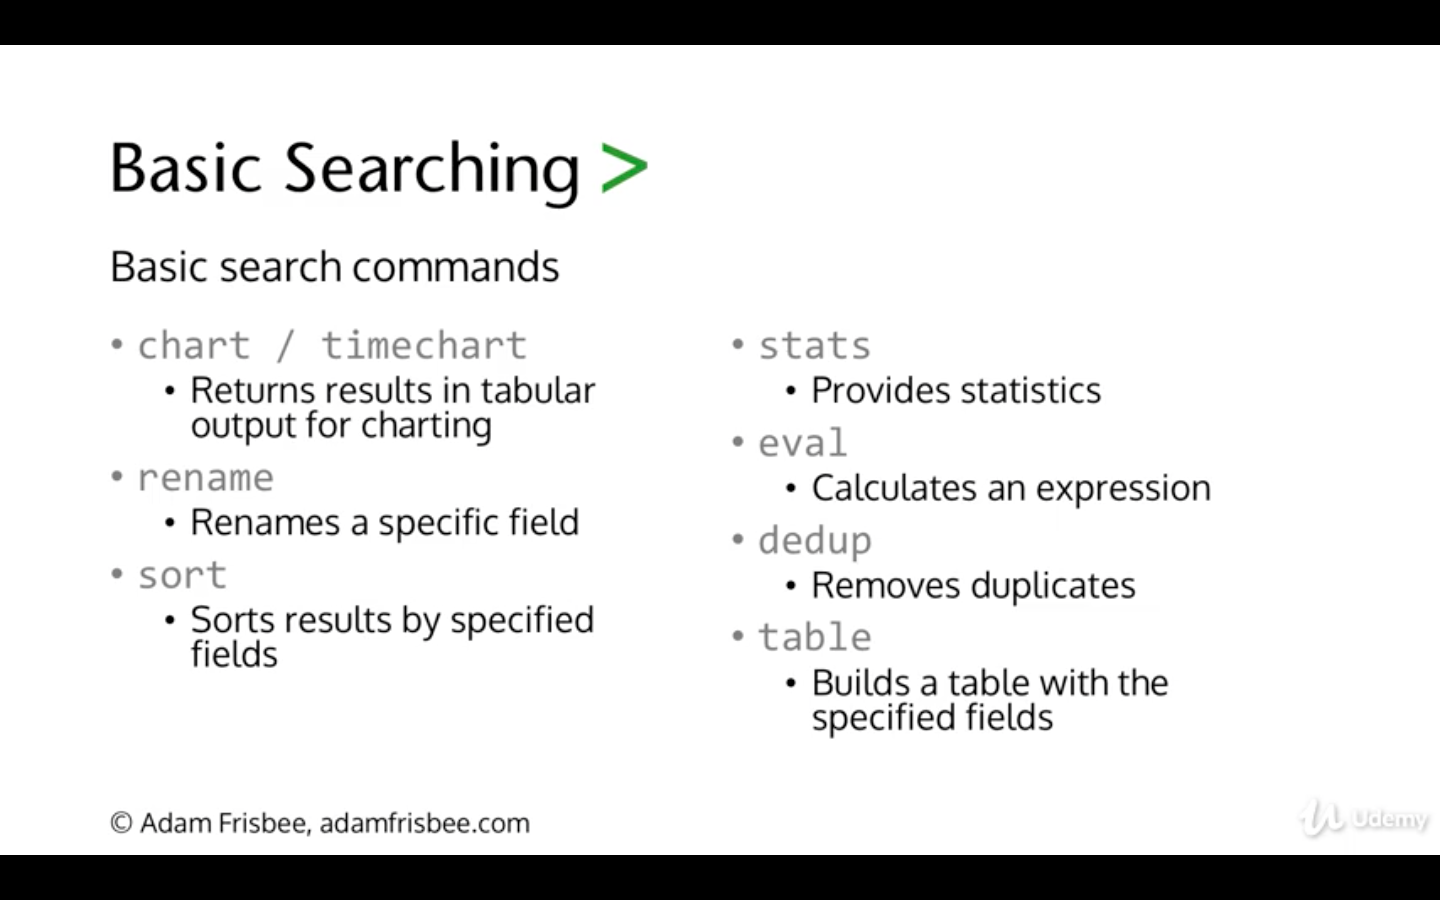 Basic Searching >
Basic search commands
• chart / timechart
• Returns results in tabular
output for charting
• rename
• Renames a specific field
• sort
• Sorts results by specified
fields
• stats
• Provides statistics
• eval
• Calculates an expression
• dedup
• Removes duplicates
• table
• Builds a table with the
specified fields
© Adam Frisbee, adamfrisbee.com
Udemy